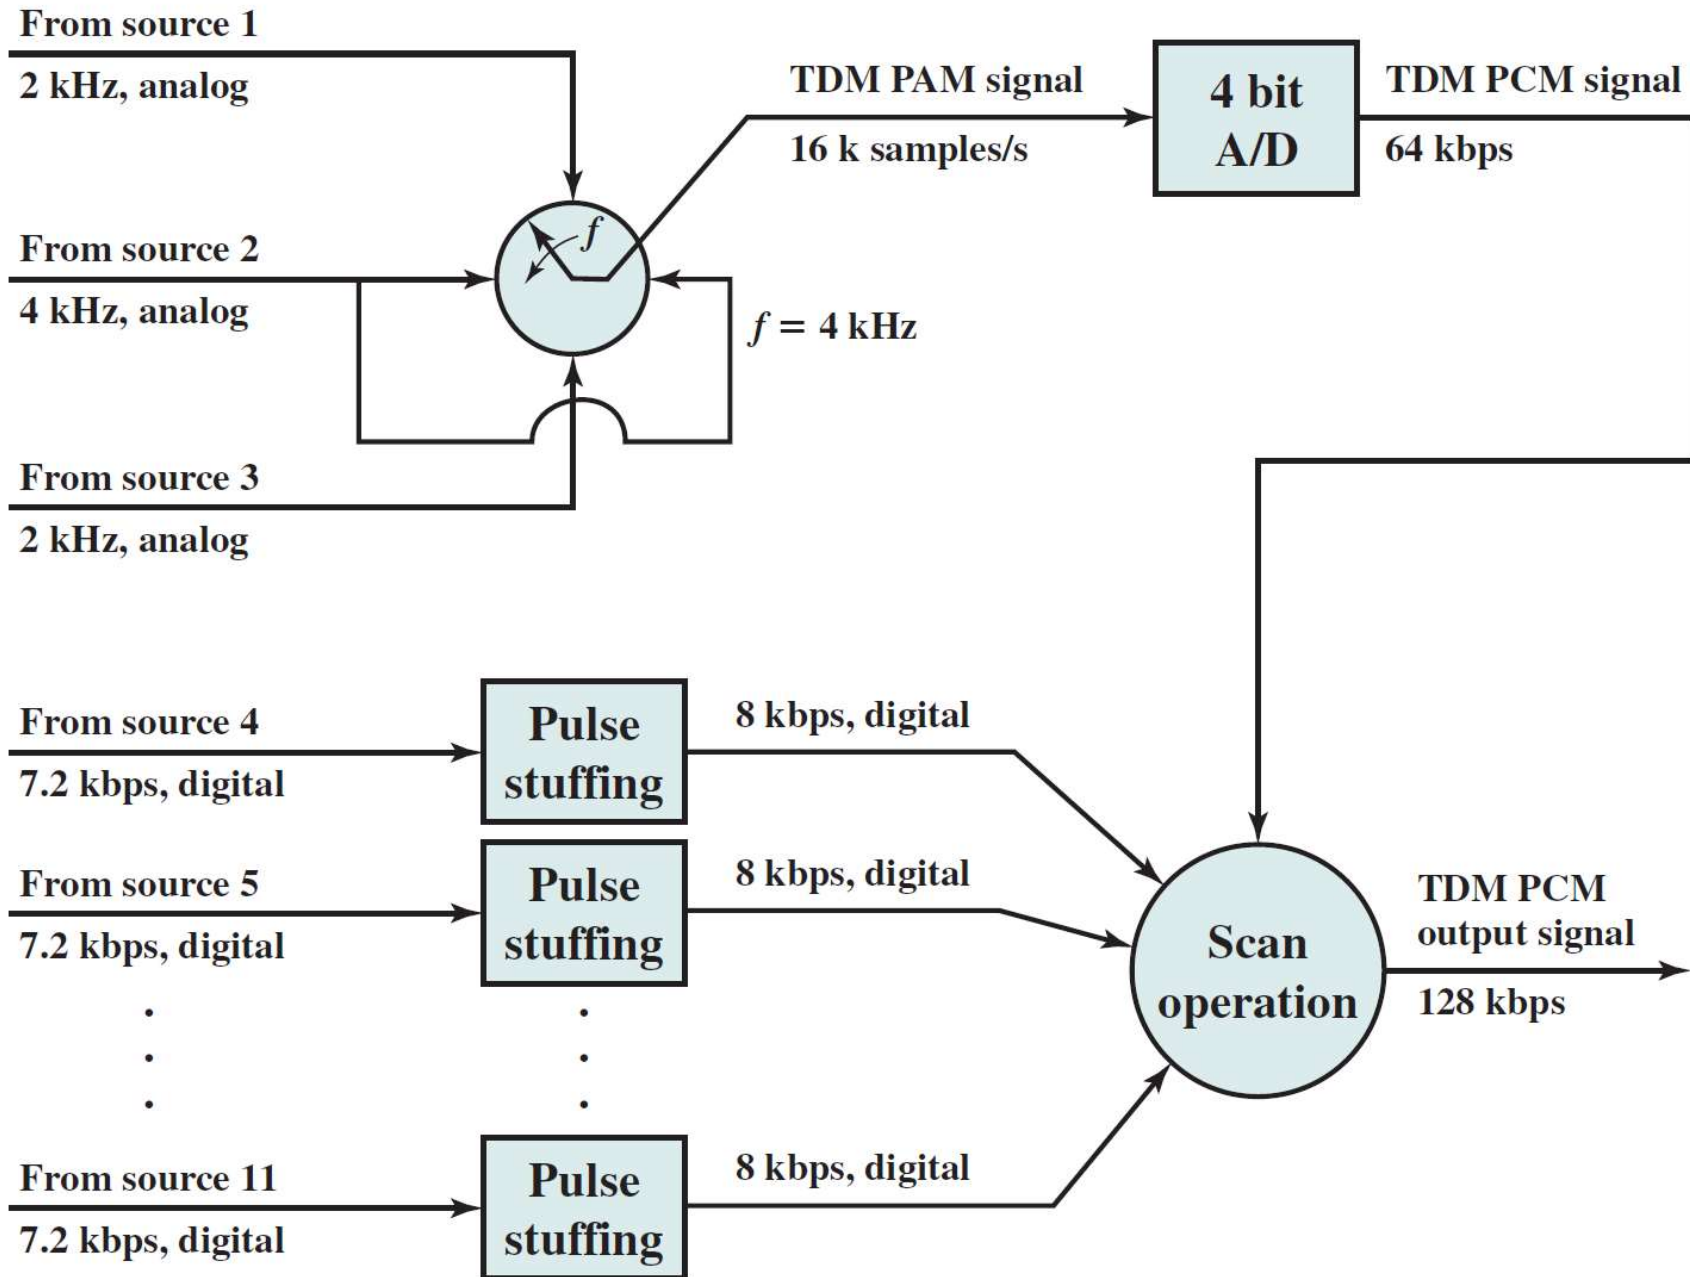 From source 1
2 kHz, analog
TDM PAM signal
16 k samples/s
4 bit
A/D
TDM PCM signal
64 kbps
From source 2
4 kHz, analog
f
f = 4 kHz
From source 3
2 kHz, analog
From source 4
7.2 kbps, digital
Pulse
stuffing
8 kbps, digital
From source 5
7.2 kbps, digital
Pulse
stuffing
8 kbps, digital
Scan
operation
TDM PCM
output signal
128 kbps
From source 11
7.2 kbps, digital
Pulse
stuffing
8 kbps, digital